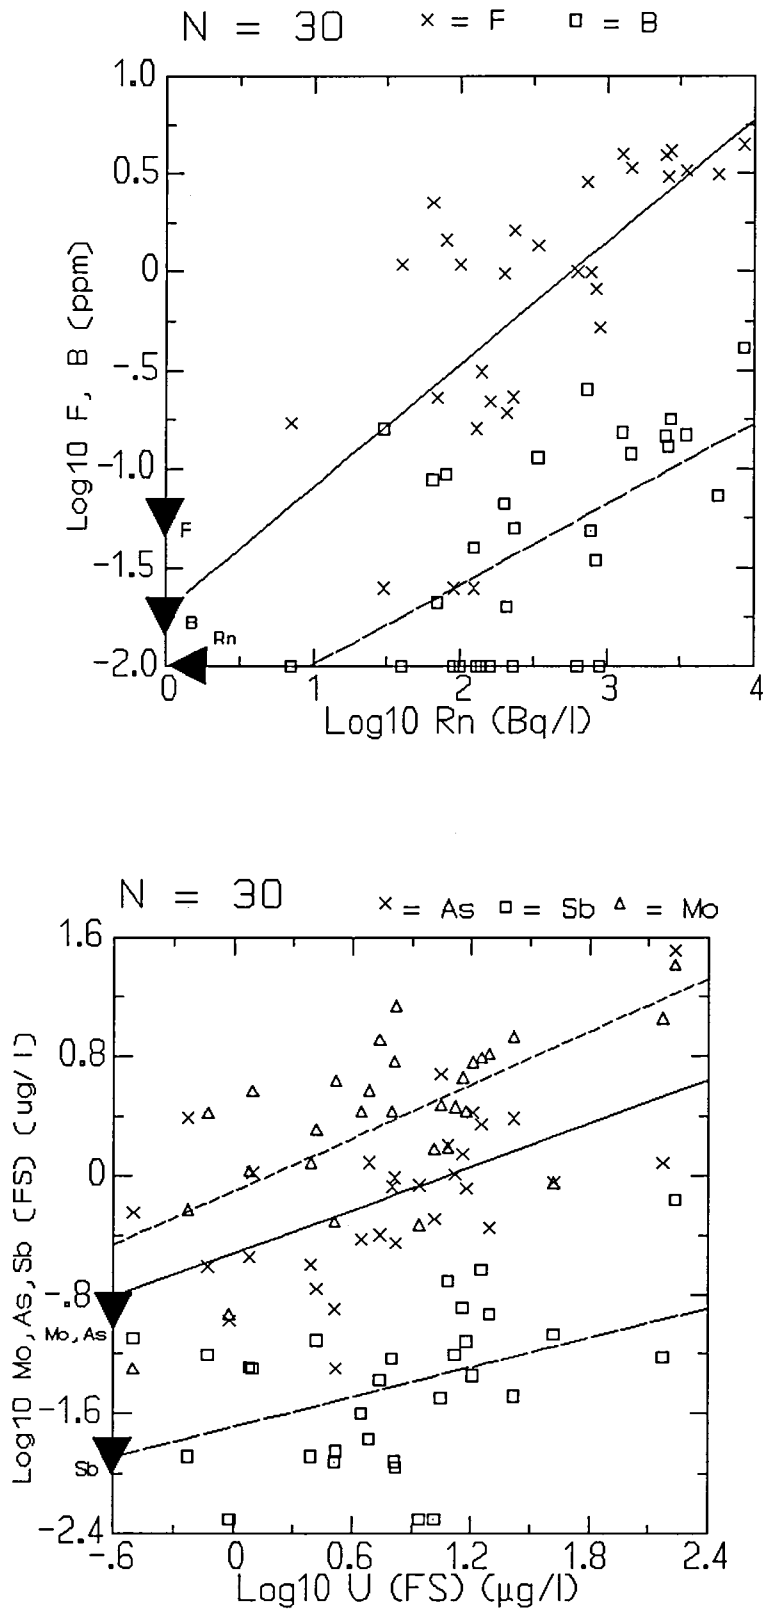 N = 30 × = F □ = B
1.0
0.5
0
-.5
-1.0
-1.5
-2.0
Log10 F, B (ppm)
F
B
Rn
0 1 2 3 4
Log10 Rn (Bq/l)
N = 30 × = As □ = Sb △ = Mo
1.6
0.8
0
-.8
-1.6
-2.4
Log10 Mo,As,Sb (FS) (ug/l)
Mo,As
Sb
-.6 0 0.6 1.2 1.8 2.4
Log10 U (FS) (µg/l)